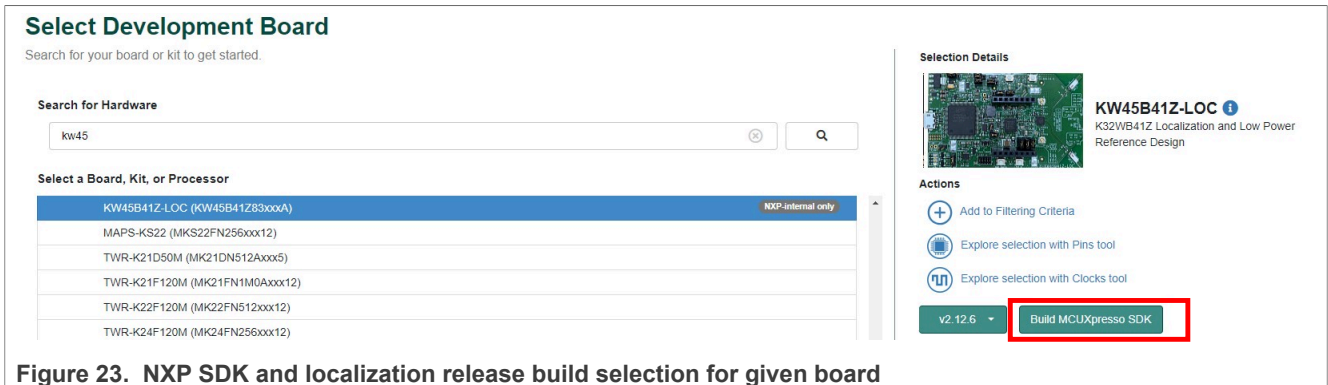 Select Development Board
Search for your board or kit to get started.
Search for Hardware
kw45
Select a Board, Kit, or Processor
KW45B41Z-LOC (KW45B41Z83xxxA) NXP-internal only
MAPS-KS22 (MKS22FN256xxx12)
TWR-K21D50M (MK21DN512Axxx5)
TWR-K21F120M (MK21FN1M0Axxx12)
TWR-K22F120M (MK22FN512xxx12)
TWR-K24F120M (MK24FN256xxx12)
Selection Details
KW45B41Z-LOC
K32WB41Z Localization and Low Power
Reference Design
Actions
Add to Filtering Criteria
Explore selection with Pins tool
Explore selection with Clocks tool
v2.12.6 Build MCUXpresso SDK
Figure 23. NXP SDK and localization release build selection for given board